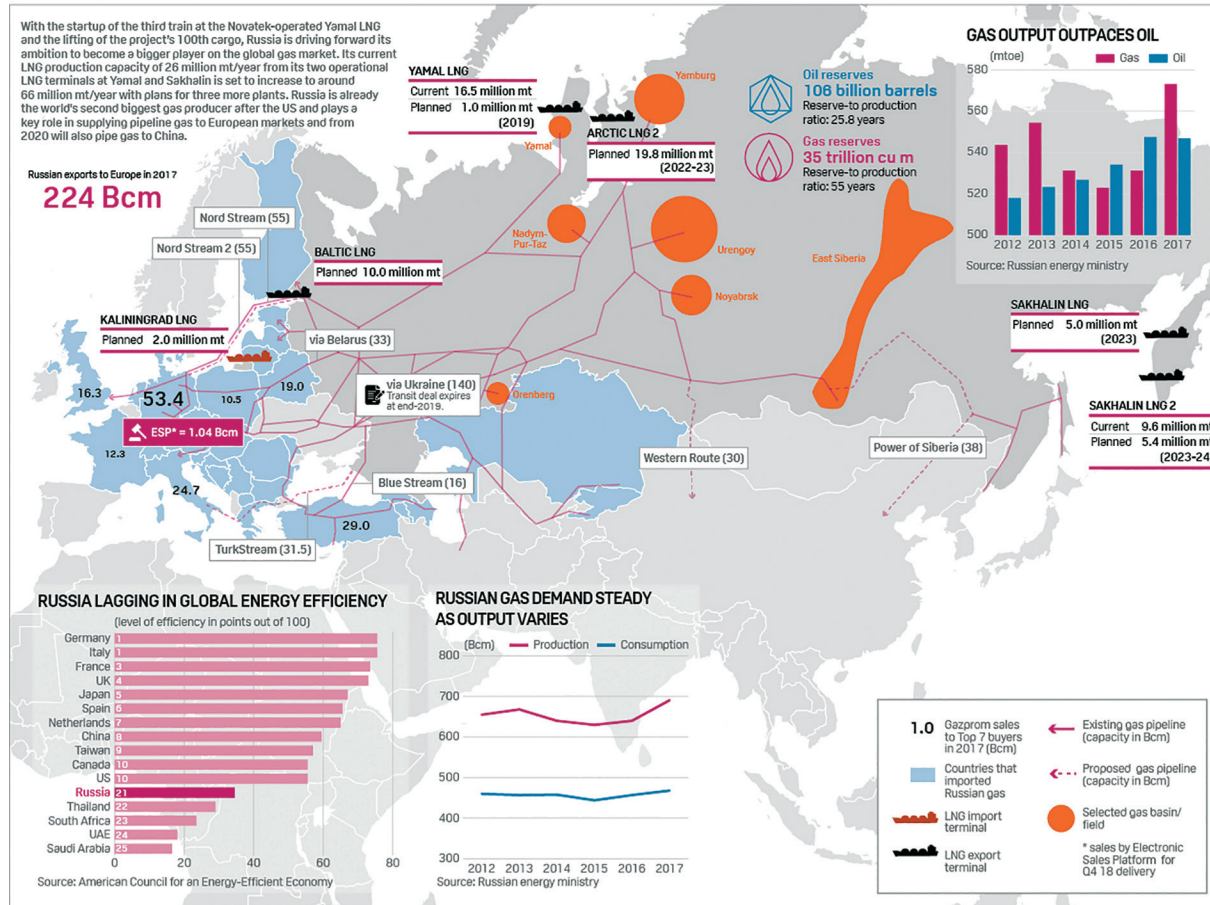 With the startup of the third train at the Novatek-operated Yamal LNG
and the lifting of the project's 100th cargo, Russia is driving forward its
ambition to become a bigger player on the global gas market. Its current
LNG production capacity of 26 million mt/year from its two operational
LNG terminals at Yamal and Sakhalin is set to increase to around
66 million mt/year with plans for three more plants. Russia is already
the world's second biggest gas producer after the US and plays a
key role in supplying pipeline gas to European markets and from
2020 will also pipe gas to China.
Russian exports to Europe in 2017
224 Bcm
YAMAL LNG
Current 16.5 million mt
Planned 1.0 million mt
(2019)
Yamal
Yamburg
ARCTIC LNG 2
Planned 19.8 million mt
(2022-23)
Oil reserves
106 billion barrels
Reserve-to production
ratio: 25.8 years
Gas reserves
35 trillion cu m
Reserve-to production
ratio: 55 years
GAS OUTPUT OUTPACES OIL
(mtoe)
Gas
Oil
580
560
540
520
500
2012 2013 2014 2015 2016 2017
Source: Russian energy ministry
Nord Stream (55)
Nord Stream 2 (55)
BALTIC LNG
Planned 10.0 million mt
KALININGRAD LNG
Planned 2.0 million mt
via Belarus (33)
Nadym-
Pur-Taz
Urengoy
Noyabrsk
East Siberia
SAKHALIN LNG
Planned 5.0 million mt
(2023)
SAKHALIN LNG 2
Current 9.6 million mt
Planned 5.4 million mt
(2023-24
16.3
53.4
10.5
19.0
via Ukraine (140)
Transit deal expires
at end-2019.
Orenberg
ESP* = 1.04 Bcm
12.3
24.7
29.0
Blue Stream (16)
TurkStream (31.5)
Western Route (30)
Power of Siberia (38)
RUSSIA LAGGING IN GLOBAL ENERGY EFFICIENCY
(level of efficiency in points out of 100)
Germany 1
Italy 1
France 3
UK 4
Japan 5
Spain 6
Netherlands 7
China 8
Taiwan 9
Canada 10
US 10
Russia 21
Thailand 22
South Africa 23
UAE 24
Saudi Arabia 25
0 20 40 60 80
Source: American Council for an Energy-Efficient Economy
RUSSIAN GAS DEMAND STEADY
AS OUTPUT VARIES
(Bcm)
Production
Consumption
800
700
600
500
400
300
2012 2013 2014 2015 2016 2017
Source: Russian energy ministry
1.0
Gazprom sales
to Top 7 buyers
in 2017 (Bcm)
Countries that
imported
Russian gas
LNG import
terminal
LNG export
terminal
Existing gas pipeline
(capacity in Bcm)
Proposed gas pipeline
(capacity in Bcm)
Selected gas basin/
field
* sales by Electronic
Sales Platform for
Q4 18 delivery